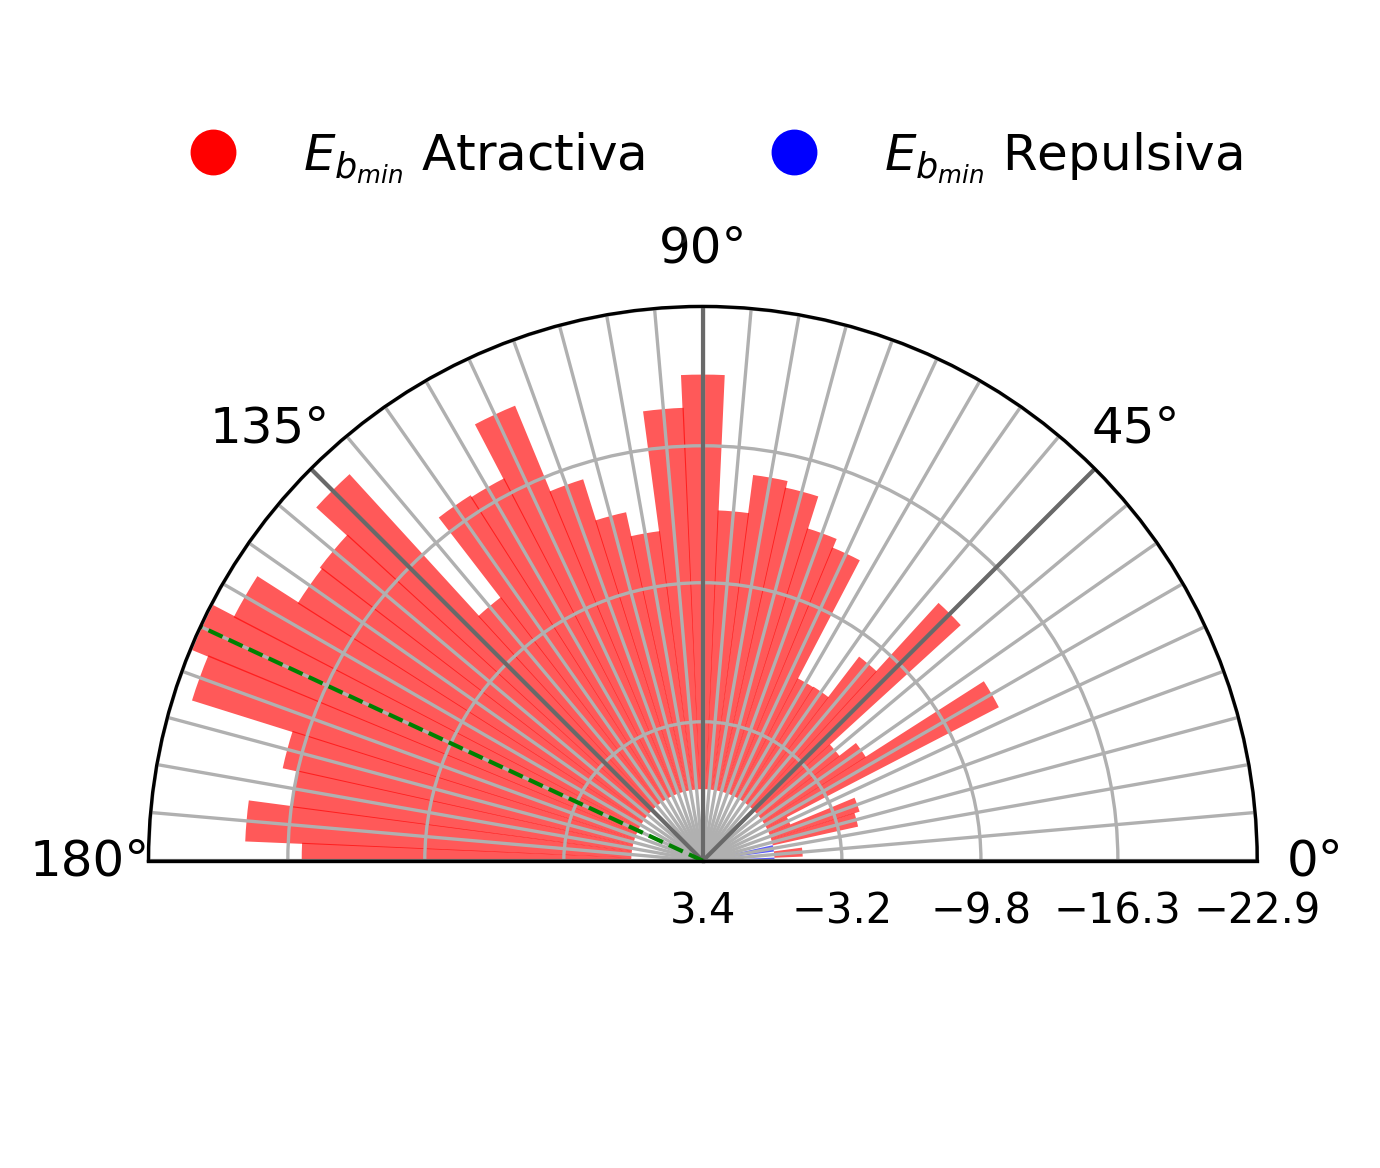 E_{b_{min}} Atractiva E_{b_{min}} Repulsiva
90°
135° 45°
180° 0°
3.4 −3.2 −9.8 −16.3 −22.9